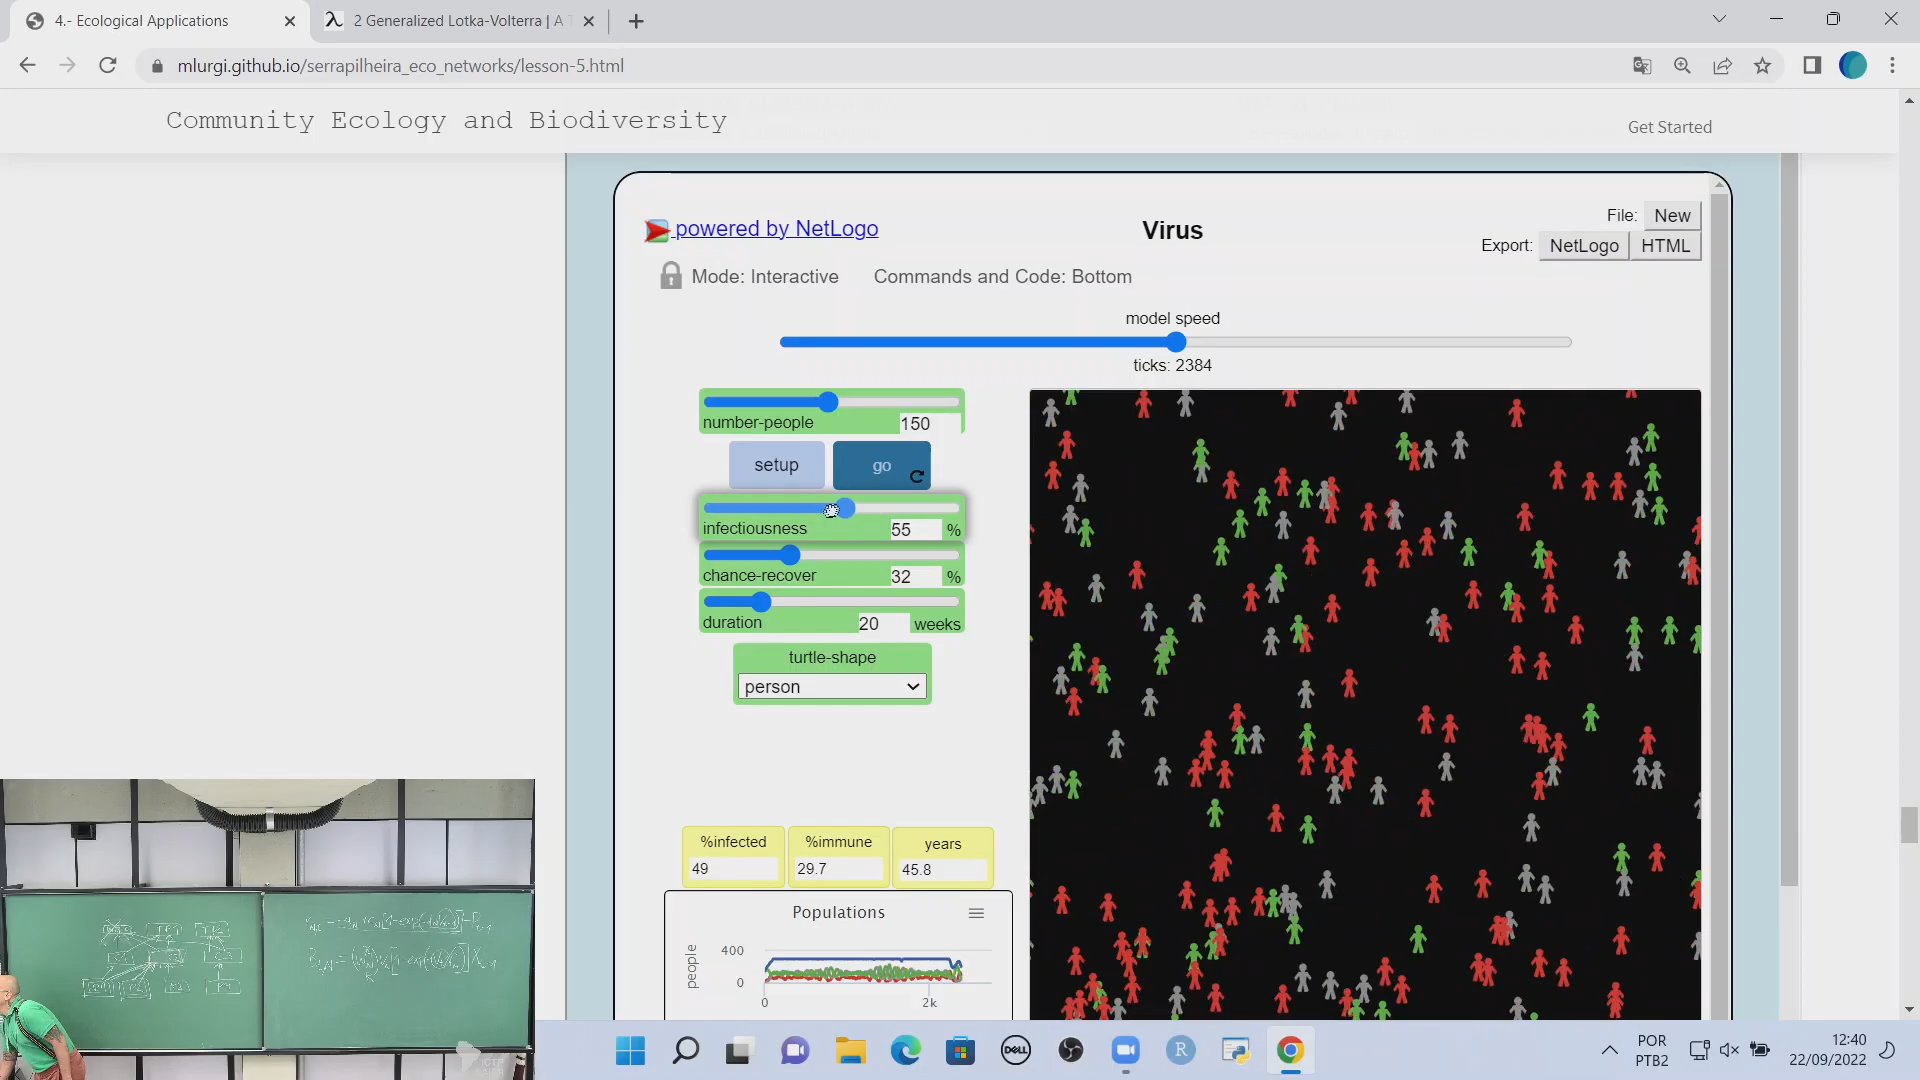 4.- Ecological Applications
2 Generalized Lotka-Volterra | A
mlurgi.github.io/serrapilheira_eco_networks/lesson-5.html
Community Ecology and Biodiversity
Get Started
powered by NetLogo
Virus
File: New
Export: NetLogo HTML
Mode: Interactive Commands and Code: Bottom
model speed
ticks: 2384
number-people 150
setup go
infectiousness 55 %
chance-recover 32 %
duration 20 weeks
turtle-shape
person
%infected %immune years
49 29.7 45.8
Populations
people
400
0
0 2k
DELL
R
POR
PTB2
12:40
22/09/2022